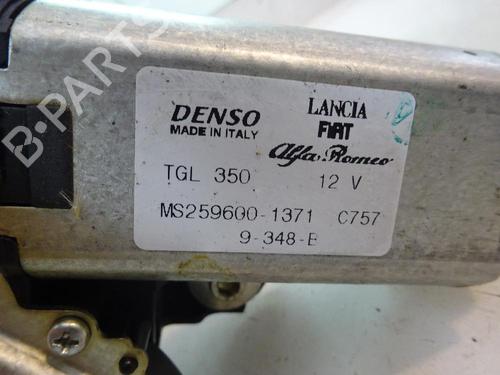 B-PARTS
DENSO
MADE IN ITALY
LANCIA
FIAT
Alfa Romeo
TGL 350 12 V
MS259600-1371 C757
9-348-E